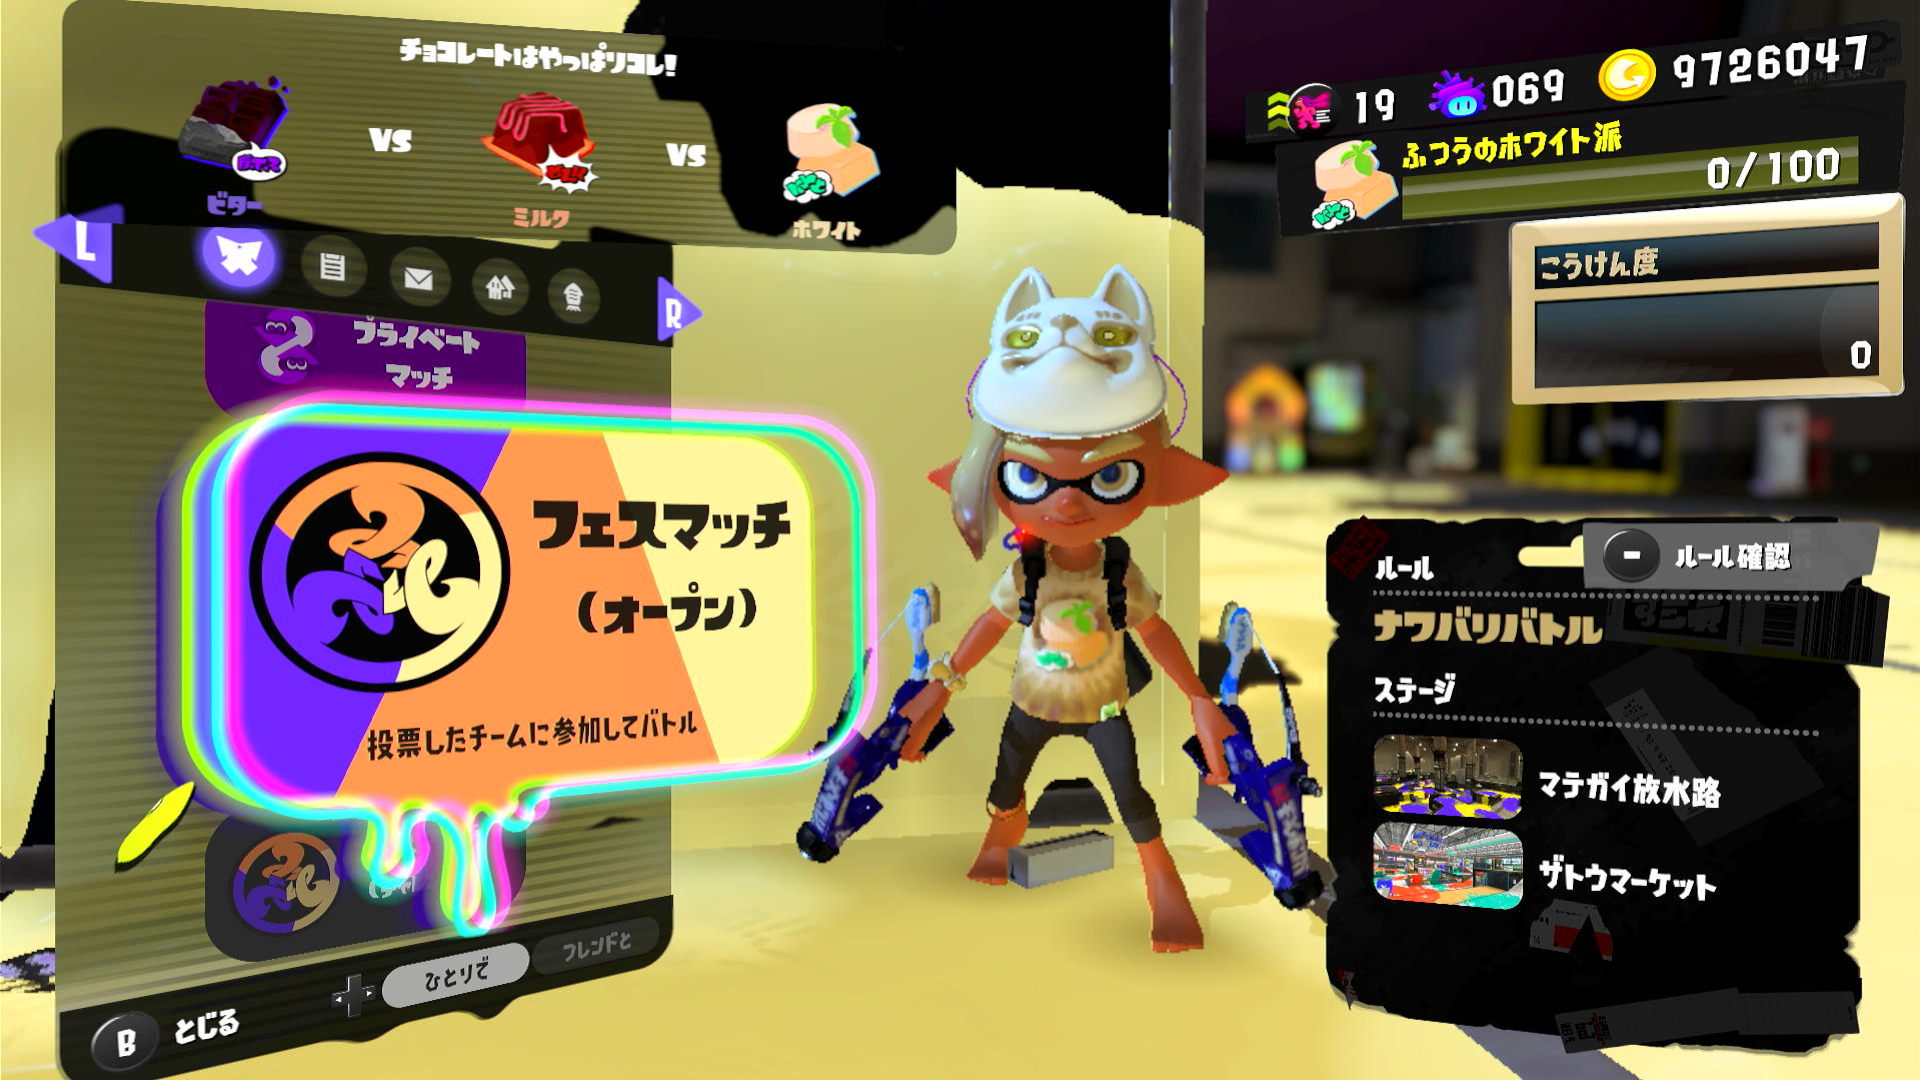 チョコレートはやっぱりコレ!
VS
VS
ビター
ミルク
ホワイト
L
R
プライベート
マッチ
フェスマッチ
(オープン)
投票したチームに参加してバトル
ひとりで
フレンドと
B とじる
19
069
9726047
ふつうのホワイト派
0/100
こうけん度
0
ルール
ルール確認
ナワバリバトル
ステージ
マテガイ放水路
ザトウマーケット